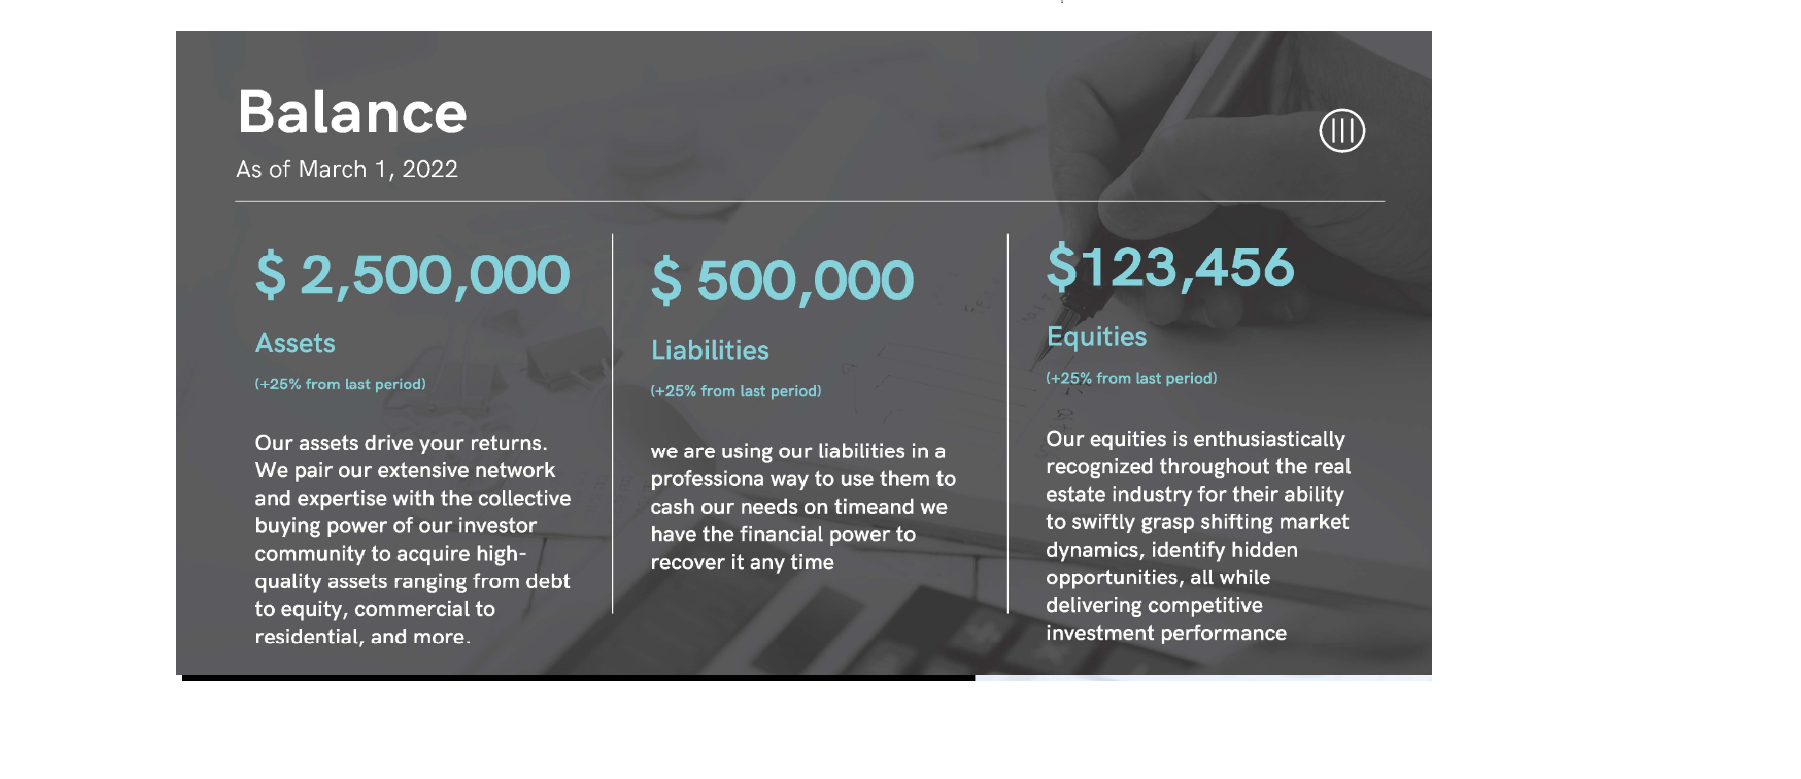 Balance
As of March 1, 2022
$ 2,500,000
Assets
(+25% from last period)
Our assets drive your returns.
We pair our extensive network
and expertise with the collective
buying power of our investor
community to acquire high-
quality assets ranging from debt
to equity, commercial to
residential, and more.
$ 500,000
Liabilities
(+25% from last period)
we are using our liabilities in a
professiona way to use them to
cash our needs on timeand we
have the financial power to
recover it any time
$123,456
Equities
(+25% from last period)
Our equities is enthusiastically
recognized throughout the real
estate industry for their ability
to swiftly grasp shifting market
dynamics, identify hidden
opportunities, all while
delivering competitive
investment performance